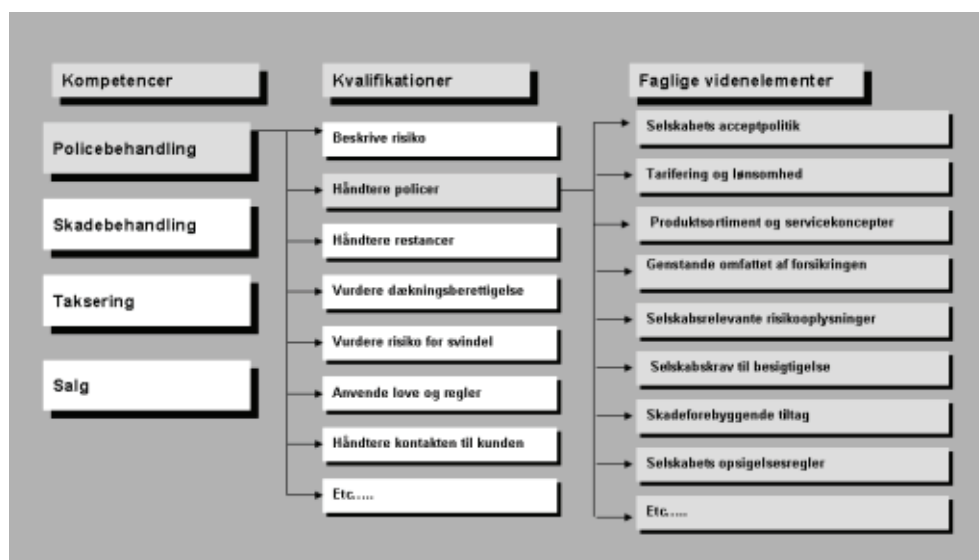 Kompetencer
Policebehandling
Skadebehandling
Taksering
Salg
Kvalifikationer
Beskrive risiko
Håndtere policer
Håndtere restancer
Vurdere dækningsberettigelse
Vurdere risiko for svindel
Anvende love og regler
Håndtere kontakten til kunden
Etc.....
Faglige videnelementer
Selskabets acceptpolitik
Tarifering og lønsomhed
Produktsortiment og servicekoncepter
Genstande omfattet af forsikringen
Selskabsrelevante risikooplysninger
Selskabskrav til besigtigelse
Skadeforebyggende tiltag
Selskabets opsigelsesregler
Etc.....